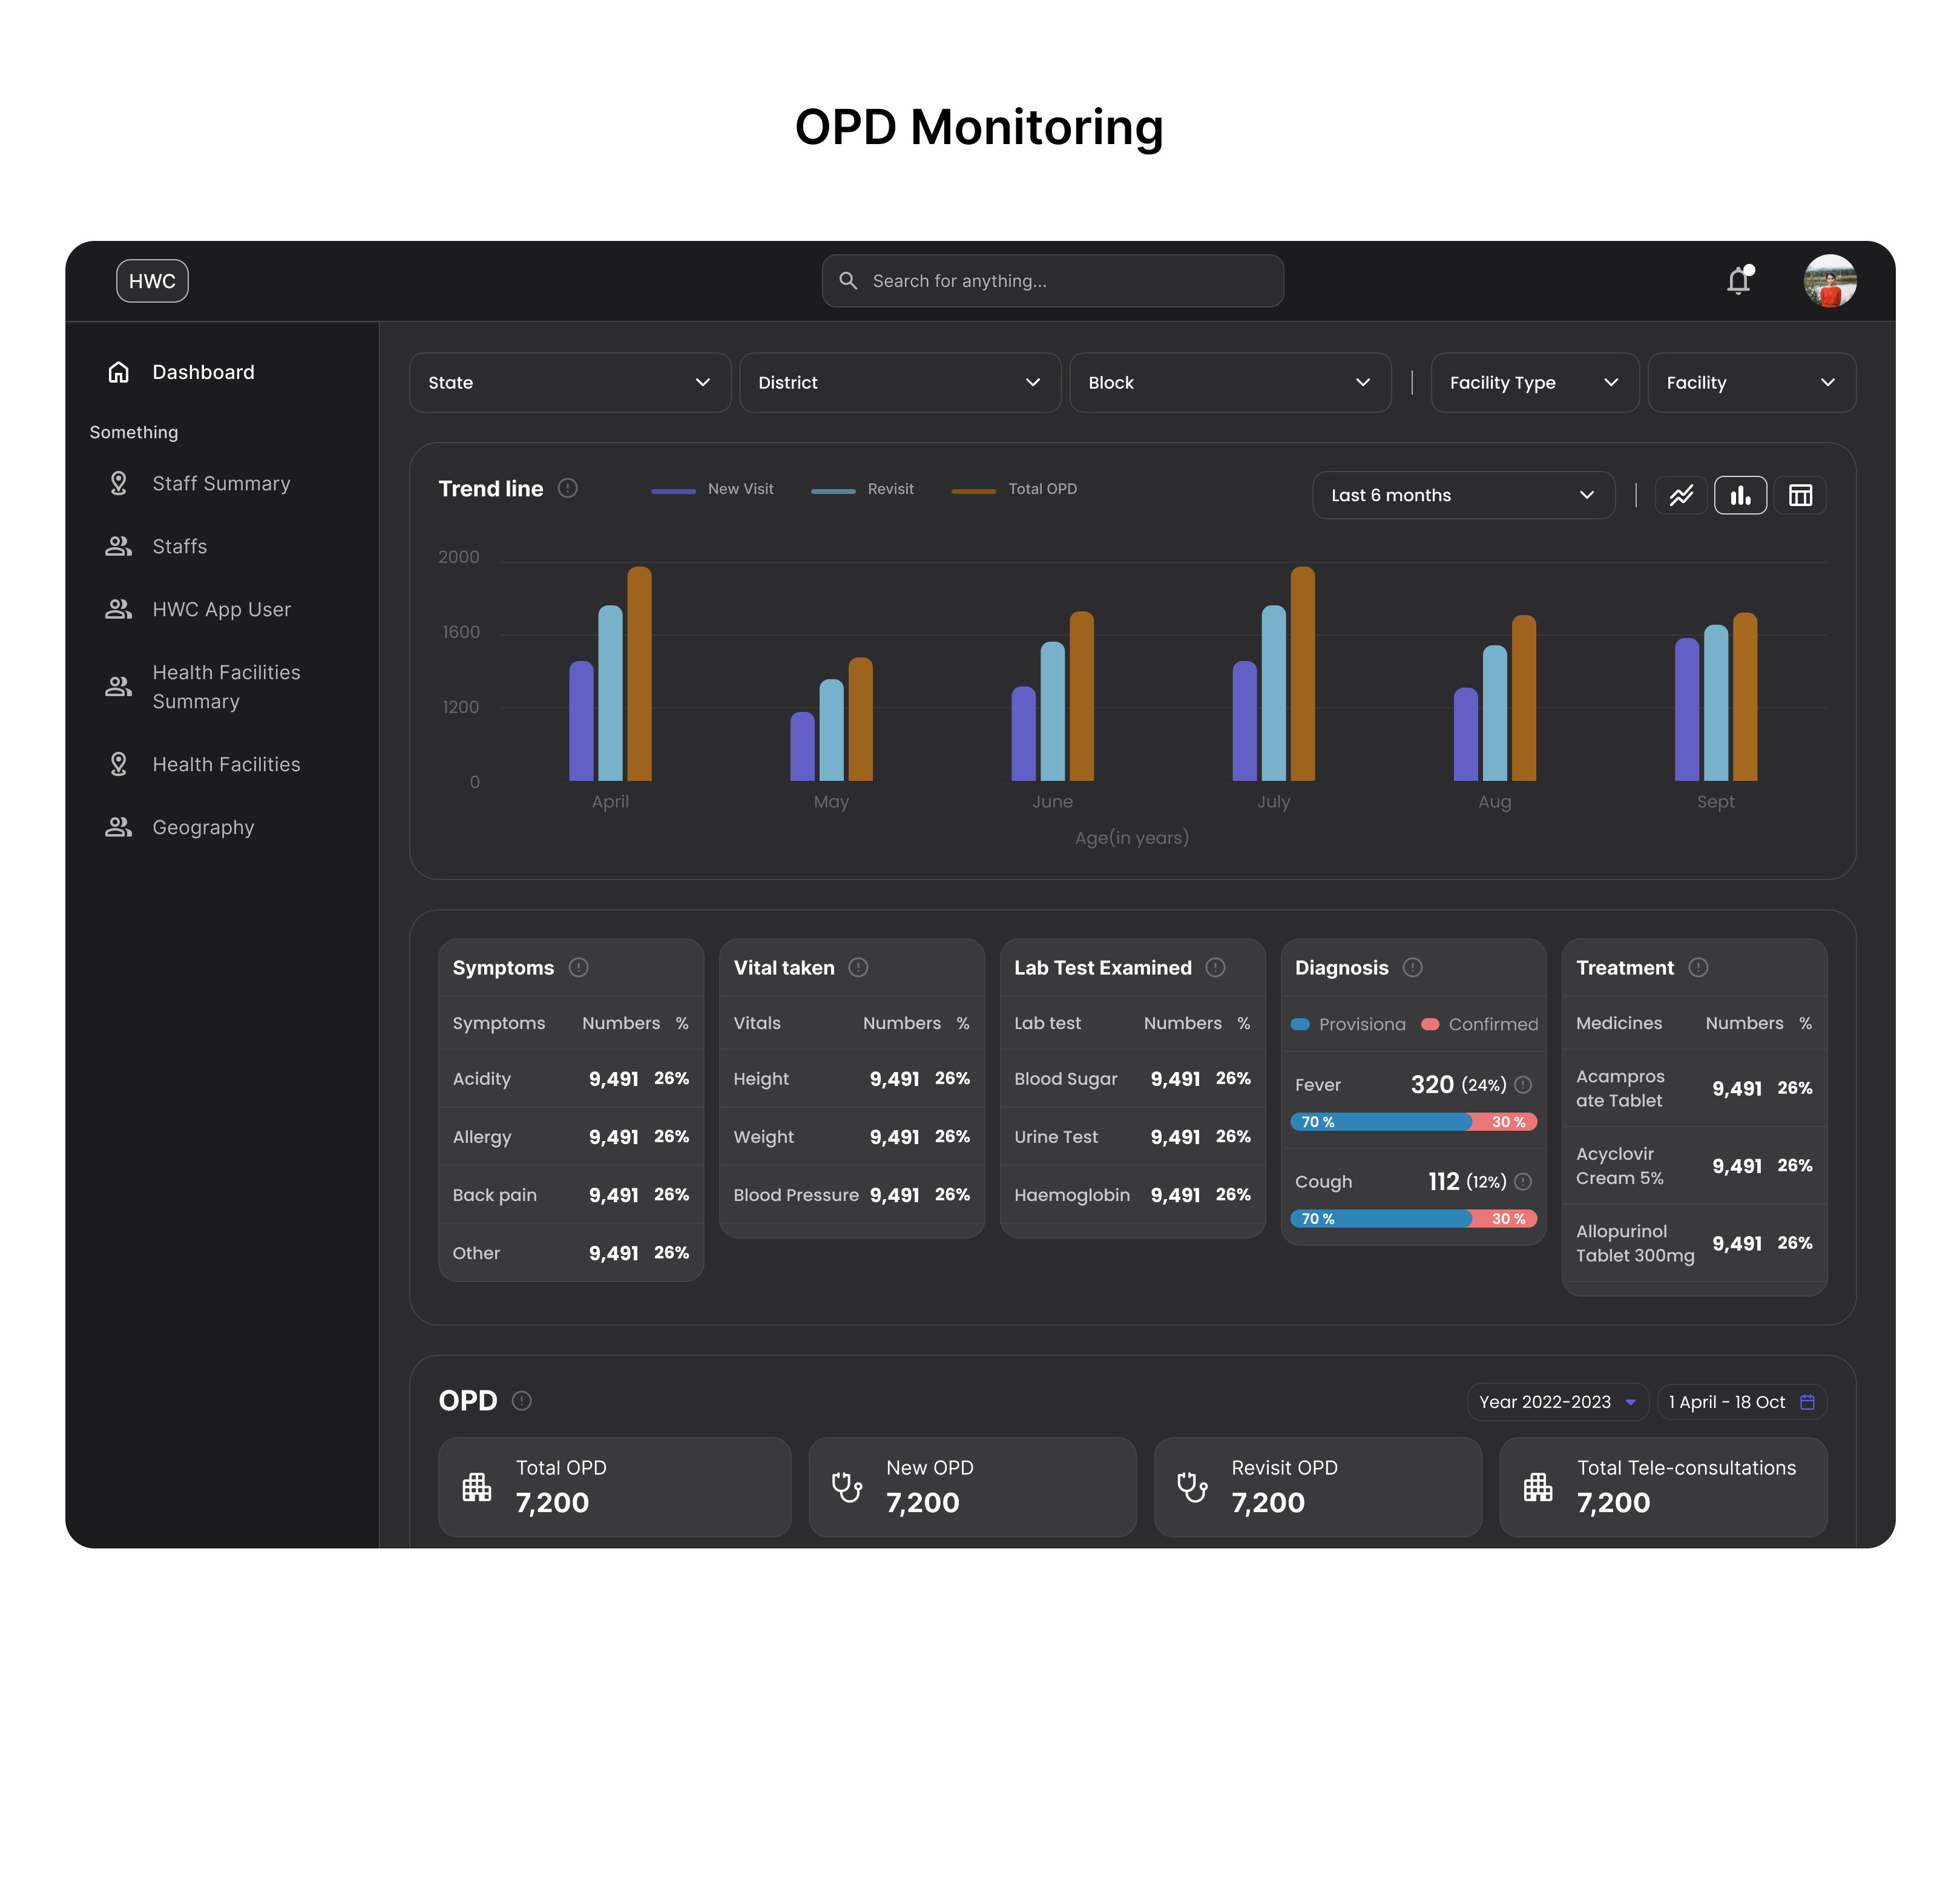 OPD Monitoring
HWC
Search for anything...
Dashboard
Something
Staff Summary
Staffs
HWC App User
Health Facilities
Summary
Health Facilities
Geography
State
District
Block
Facility Type
Facility
Trend line
New Visit
Revisit
Total OPD
Last 6 months
2000
1600
1200
0
April
May
June
July
Aug
Sept
Age(in years)
Symptoms
Symptoms Numbers %
Acidity 9,491 26%
Allergy 9,491 26%
Back pain 9,491 26%
Other 9,491 26%
Vital taken
Vitals Numbers %
Height 9,491 26%
Weight 9,491 26%
Blood Pressure 9,491 26%
Lab Test Examined
Lab test Numbers %
Blood Sugar 9,491 26%
Urine Test 9,491 26%
Haemoglobin 9,491 26%
Diagnosis
Provisiona Confirmed
Fever 320 (24%)
70 % 30 %
Cough 112 (12%)
70 % 30 %
Treatment
Medicines Numbers %
Acampros
ate Tablet 9,491 26%
Acyclovir
Cream 5% 9,491 26%
Allopurinol
Tablet 300mg 9,491 26%
OPD
Year 2022-2023
1 April - 18 Oct
Total OPD
7,200
New OPD
7,200
Revisit OPD
7,200
Total Tele-consultations
7,200